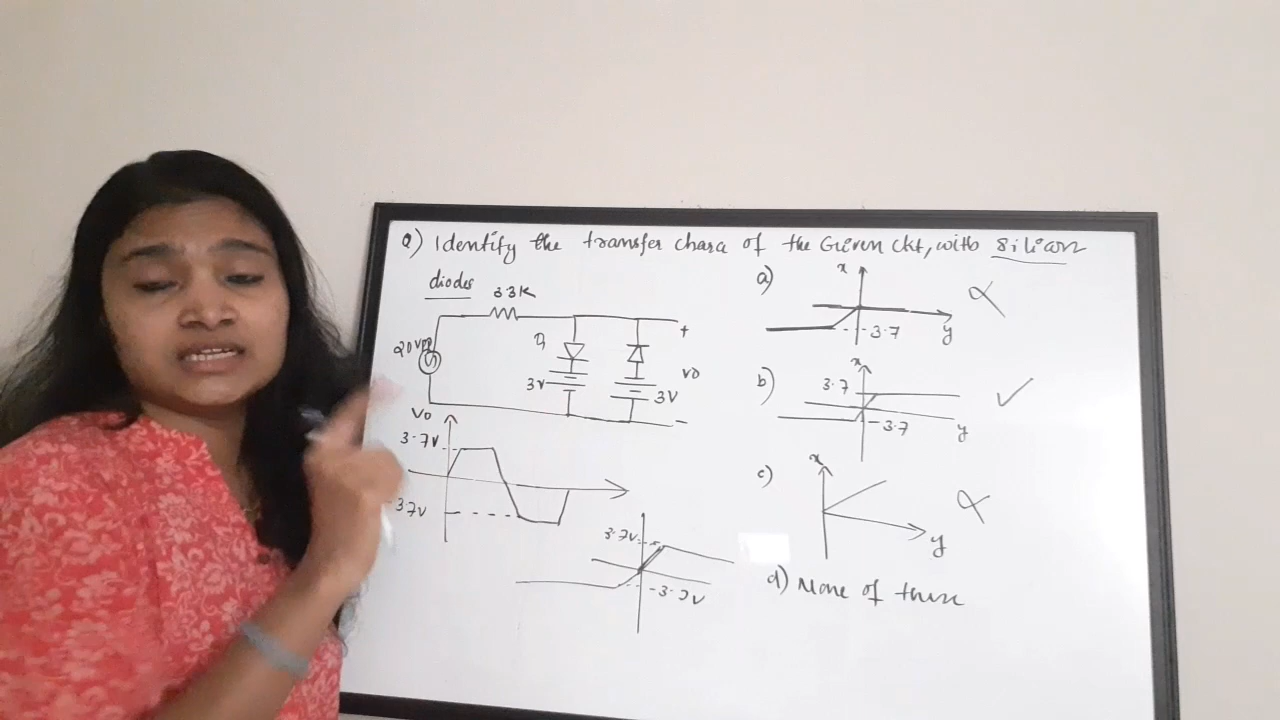 Q) Identify the transfer chara of the Given Ckt, with Silicon
diodes
3.3K
20Vpp
D1
3V
3V
+
Vo
-
Vo
3.7V
-3.7V
3.7V
-3.7V
a)
x
-3.7
y
b)
x
3.7
-3.7
y
✓
c)
x
y
d) None of these